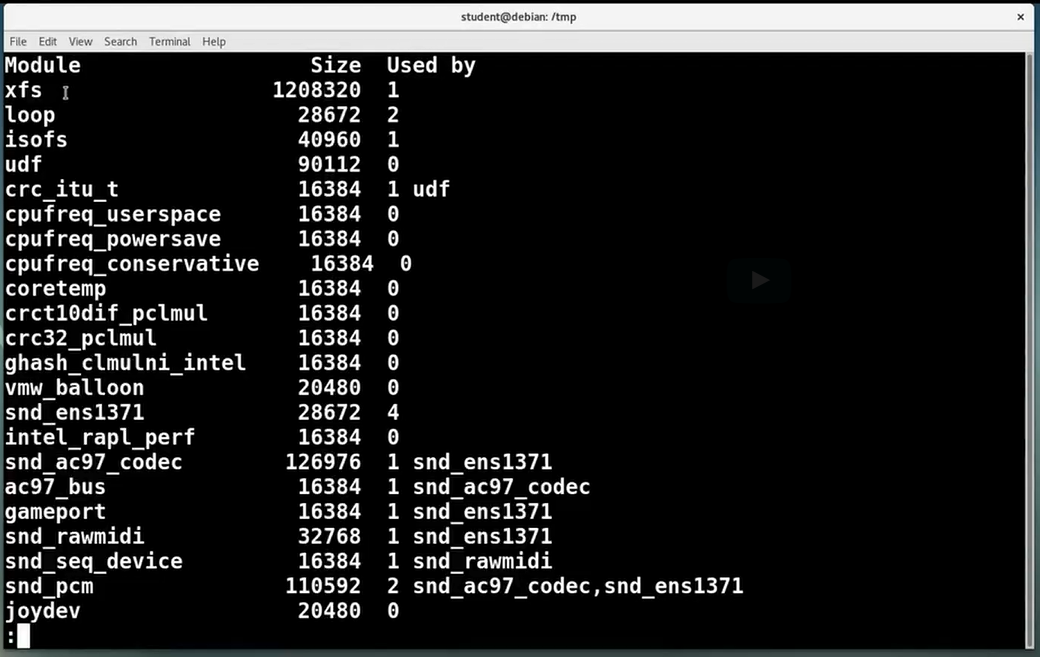 student@debian: /tmp
File Edit View Search Terminal Help
Module Size Used by
xfs 1208320 1
loop 28672 2
isofs 40960 1
udf 90112 0
crc_itu_t 16384 1 udf
cpufreq_userspace 16384 0
cpufreq_powersave 16384 0
cpufreq_conservative 16384 0
coretemp 16384 0
crct10dif_pclmul 16384 0
crc32_pclmul 16384 0
ghash_clmulni_intel 16384 0
vmw_balloon 20480 0
snd_ens1371 28672 4
intel_rapl_perf 16384 0
snd_ac97_codec 126976 1 snd_ens1371
ac97_bus 16384 1 snd_ac97_codec
gameport 16384 1 snd_ens1371
snd_rawmidi 32768 1 snd_ens1371
snd_seq_device 16384 1 snd_rawmidi
snd_pcm 110592 2 snd_ac97_codec,snd_ens1371
joydev 20480 0
: